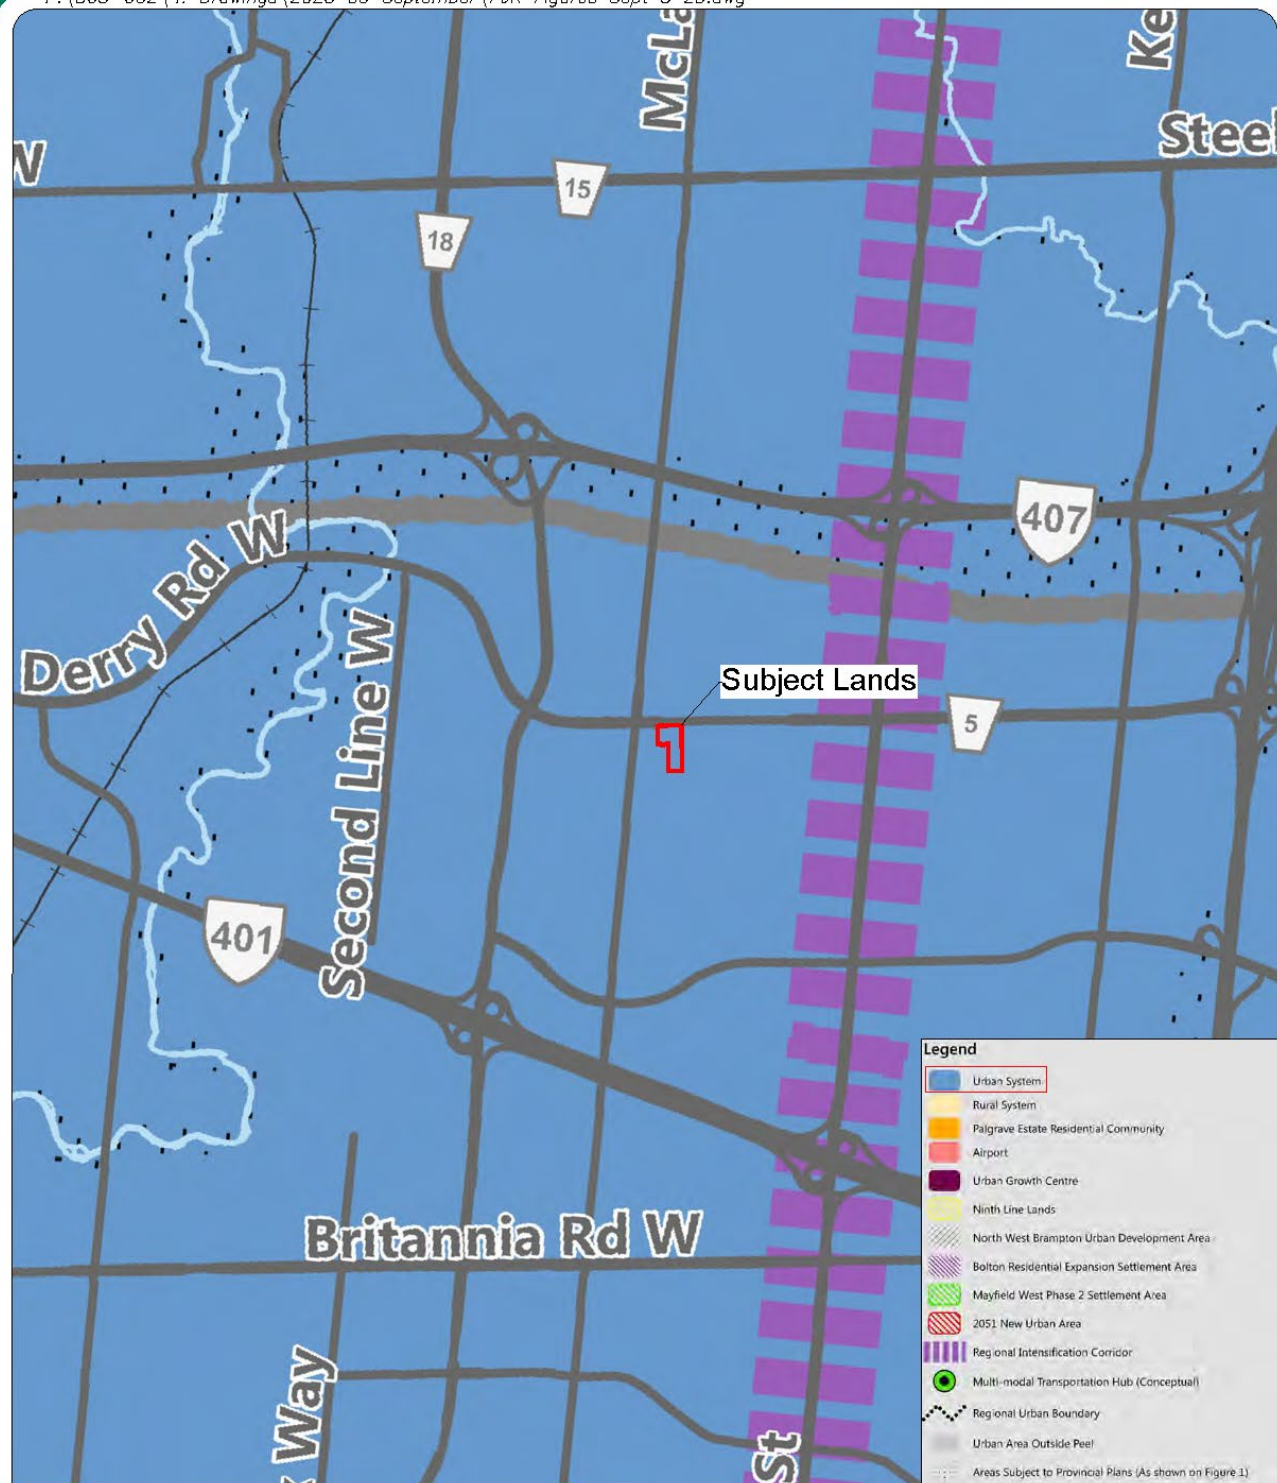 McLa
Ke
Steel
W
15
18
407
Derry Rd W
Second Line W
Subject Lands
5
401
Britannia Rd W
Way
St
Legend
Urban System
Rural System
Palgrave Estate Residential Community
Airport
Urban Growth Centre
Ninth Line Lands
North West Brampton Urban Development Area
Bolton Residential Expansion Settlement Area
Mayfield West Phase 2 Settlement Area
2051 New Urban Area
Regional Intensification Corridor
Multi-modal Transportation Hub (Conceptual)
Regional Urban Boundary
Urban Area Outside Peel
Areas Subject to Provincial Plans (As shown on Figure 1)